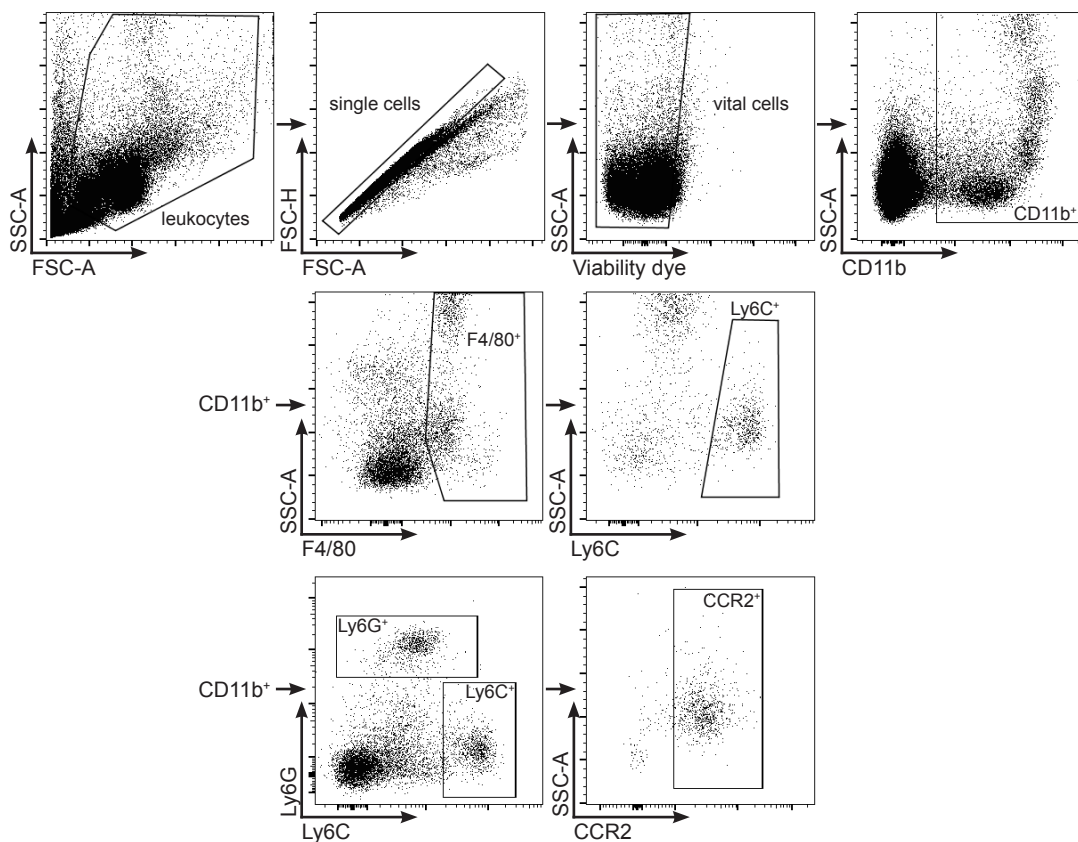 SSC-A
leukocytes
FSC-A
FSC-H
single cells
FSC-A
SSC-A
vital cells
Viability dye
SSC-A
CD11b⁺
CD11b
CD11b⁺
SSC-A
F4/80⁺
F4/80
SSC-A
Ly6C⁺
Ly6C
CD11b⁺
Ly6G
Ly6G⁺
Ly6C⁺
Ly6C
SSC-A
CCR2⁺
CCR2